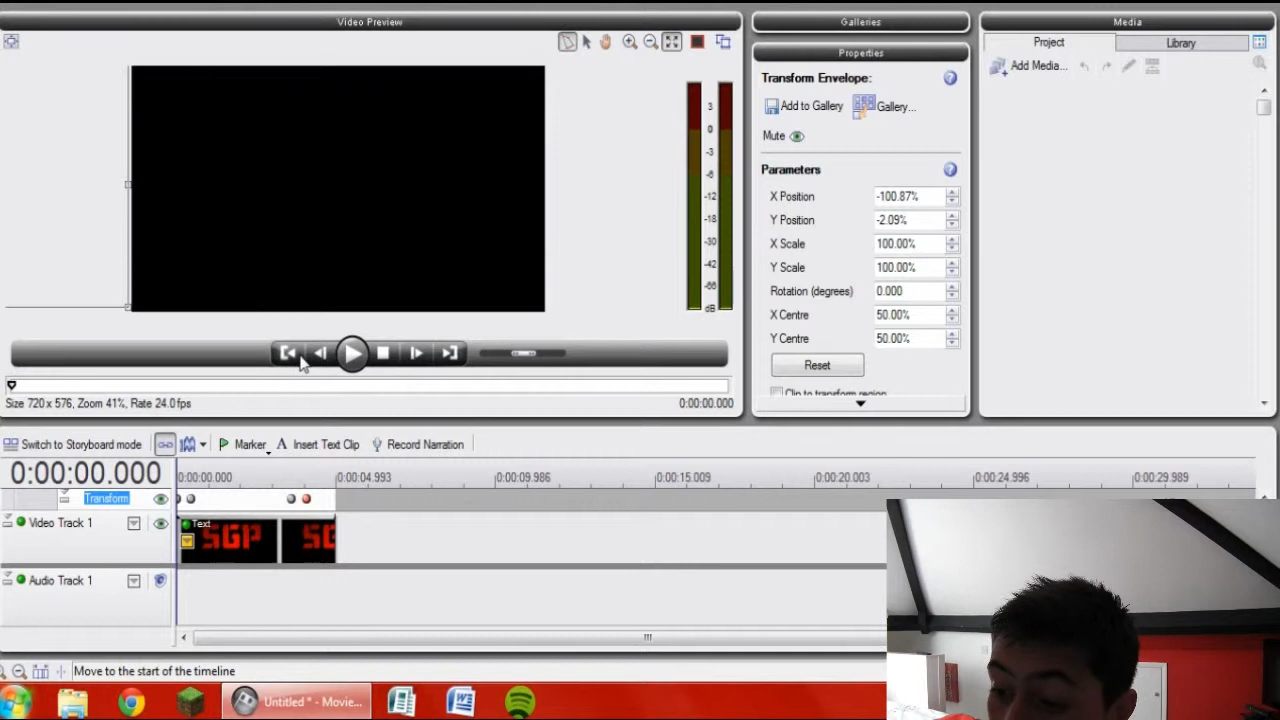 Video Preview
Galleries
Media
Properties
Project
Library
Transform Envelope:
Add Media...
Add to Gallery
Gallery...
Mute
Parameters
X Position -100.87%
Y Position -2.09%
X Scale 100.00%
Y Scale 100.00%
Rotation (degrees) 0.000
X Centre 50.00%
Y Centre 50.00%
Reset
Clip to transform region
3
0
-3
-6
-12
-18
-30
-42
-66
dB
Size 720 x 576, Zoom 41%, Rate 24.0 fps
0:00:00.000
Switch to Storyboard mode
Marker
Insert Text Clip
Record Narration
0:00:00.000
0:00:00.000
0:00:04.993
0:00:09.986
0:00:15.009
0:00:20.003
0:00:24.996
0:00:29.989
Transform
Video Track 1
Text
SGP
SG
Audio Track 1
Move to the start of the timeline
Untitled * - Movie...